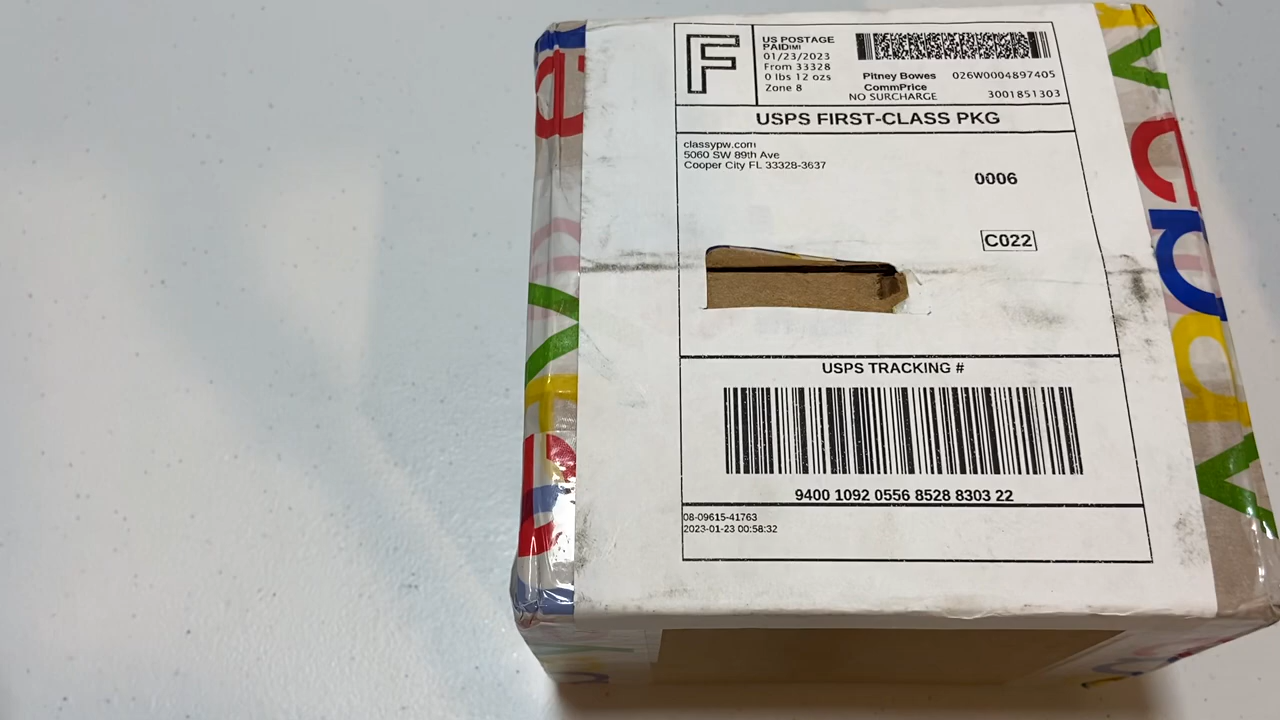 F
US POSTAGE
PAID IMI
01/23/2023
From 33328
0 lbs 12 ozs
Zone 8
Pitney Bowes
CommPrice
NO SURCHARGE
026W0004897405
3001851303
USPS FIRST-CLASS PKG
classypw.com
5060 SW 89th Ave
Cooper City FL 33328-3637
0006
C022
USPS TRACKING #
9400 1092 0556 8528 8303 22
08-09615-41763
2023-01-23 00:58:32